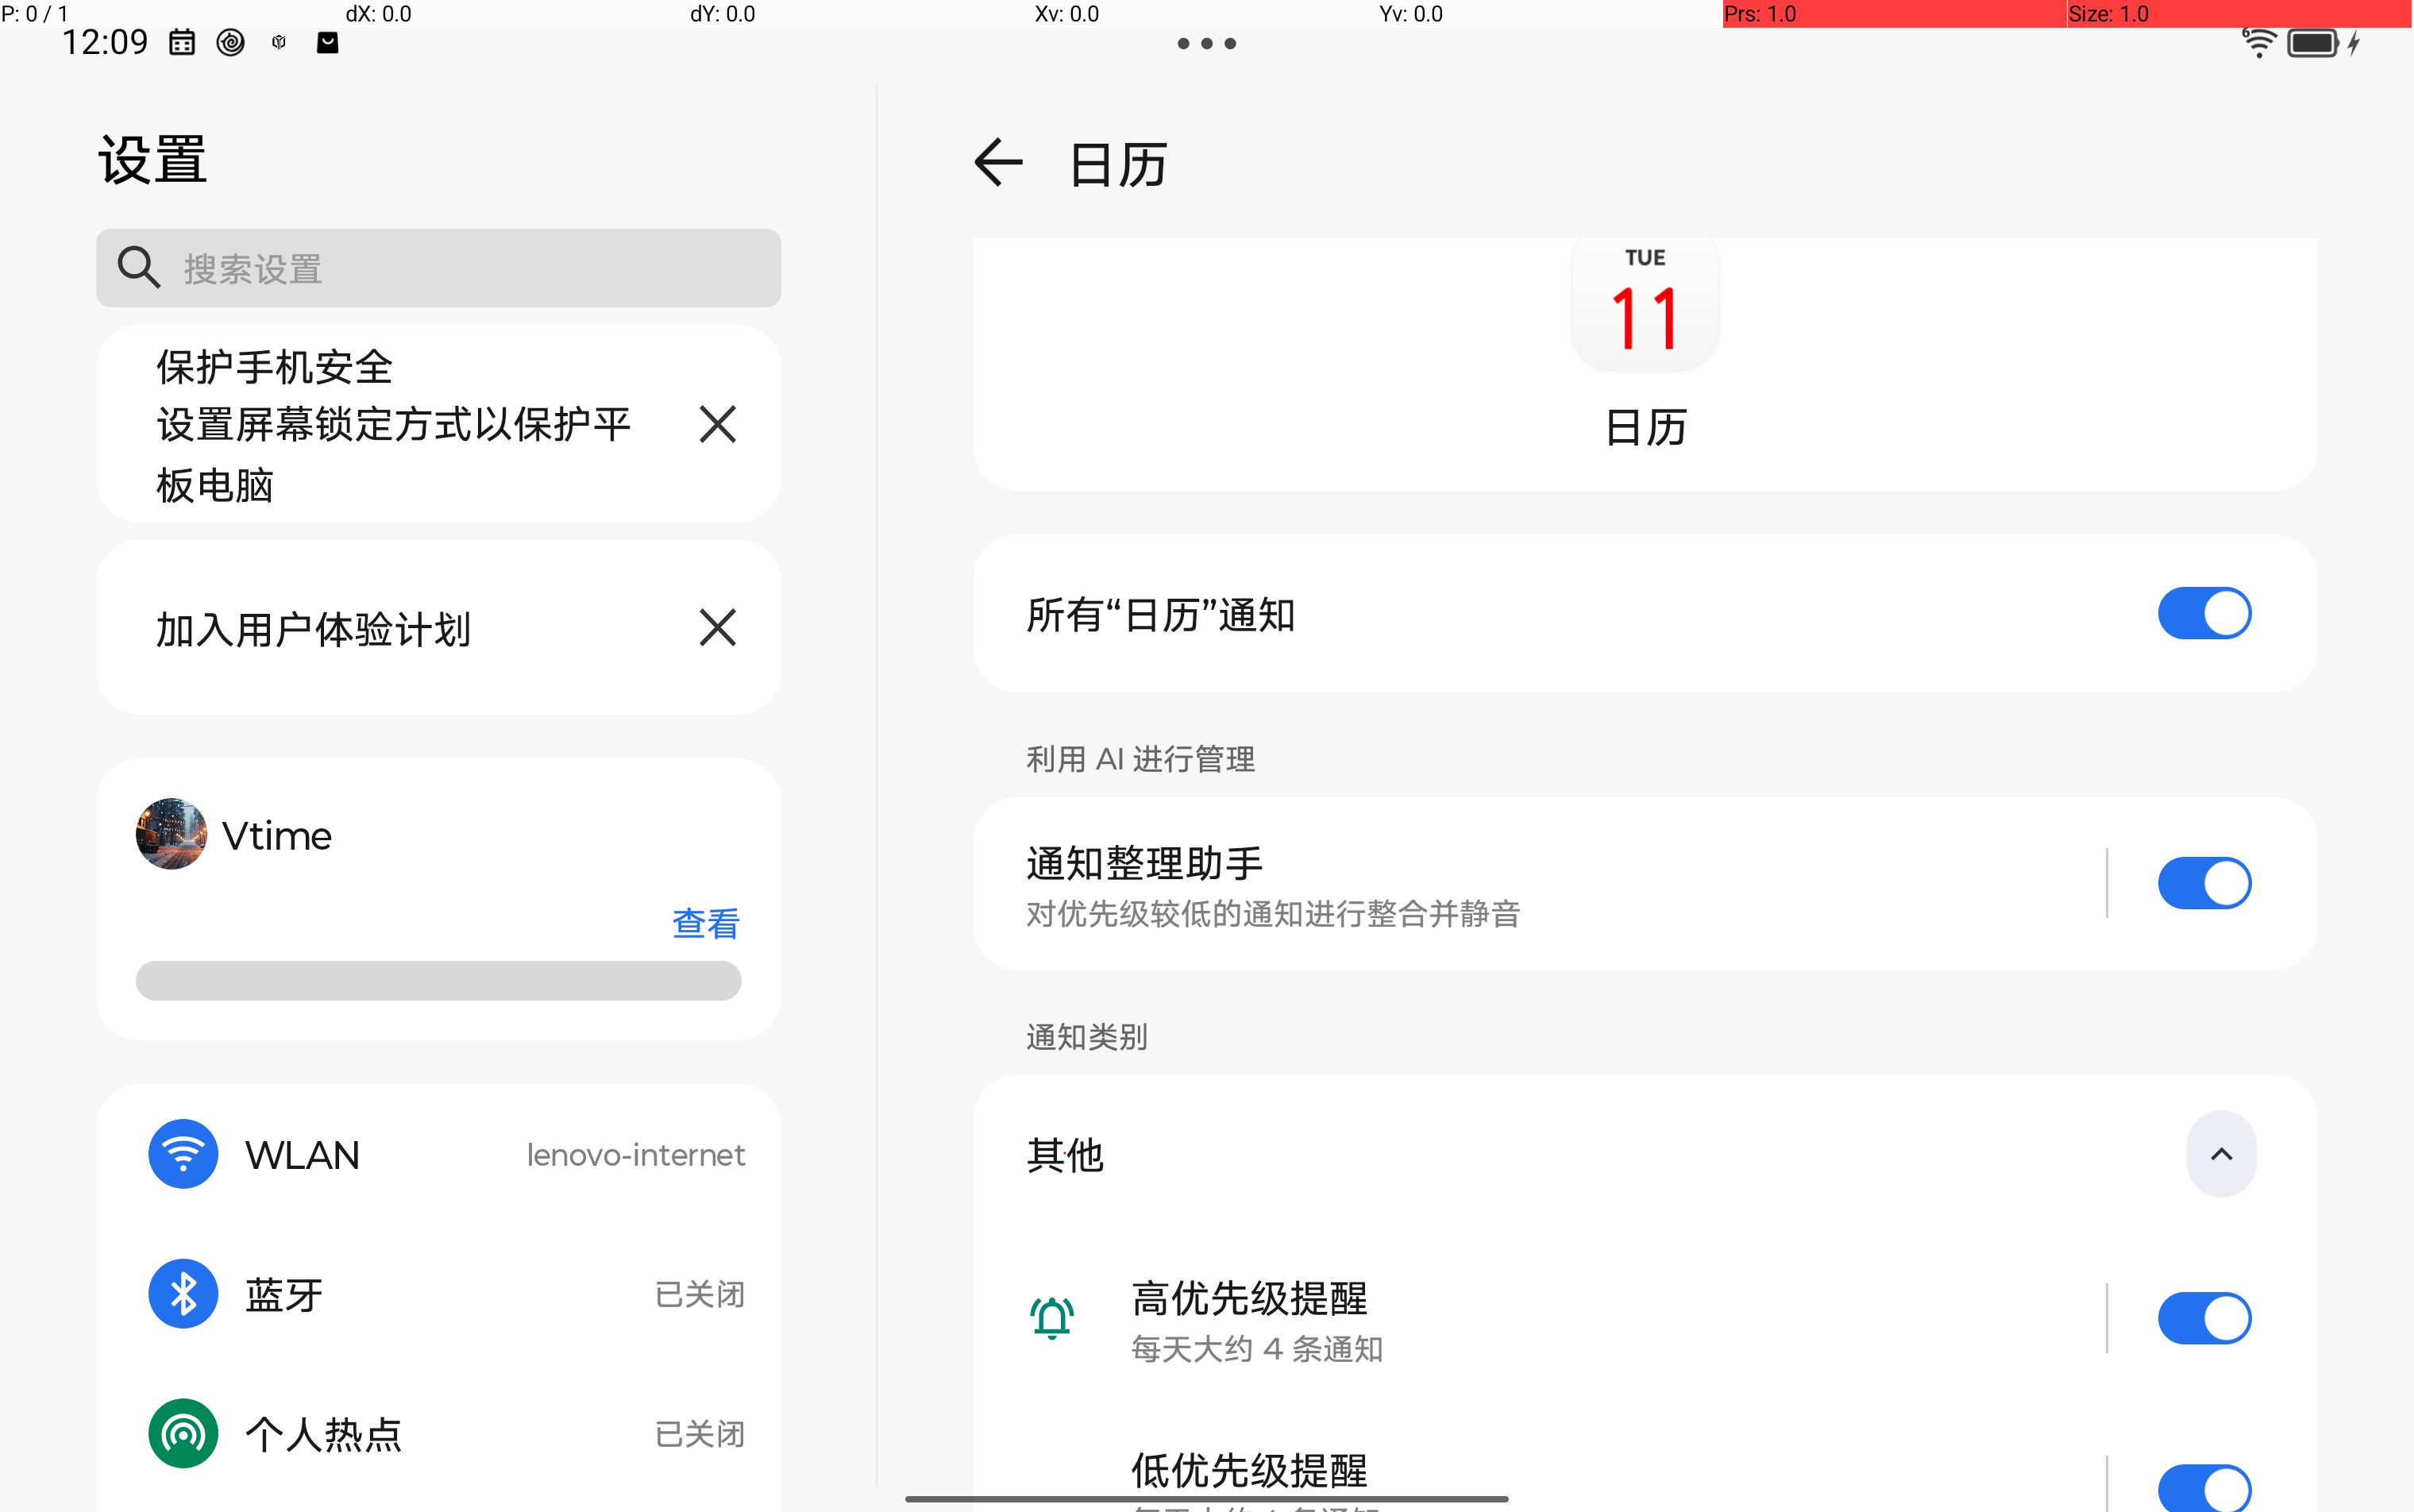 P: 0 / 1
dX: 0.0
dY: 0.0
Xv: 0.0
Yv: 0.0
Prs: 1.0
Size: 1.0
12:09
6
设置
搜索设置
保护手机安全
设置屏幕锁定方式以保护平
板电脑
加入用户体验计划
Vtime
查看
WLAN
lenovo-internet
蓝牙
已关闭
个人热点
已关闭
日历
TUE
11
日历
所有“日历”通知
利用 AI 进行管理
通知整理助手
对优先级较低的通知进行整合并静音
通知类别
其他
高优先级提醒
每天大约 4 条通知
低优先级提醒